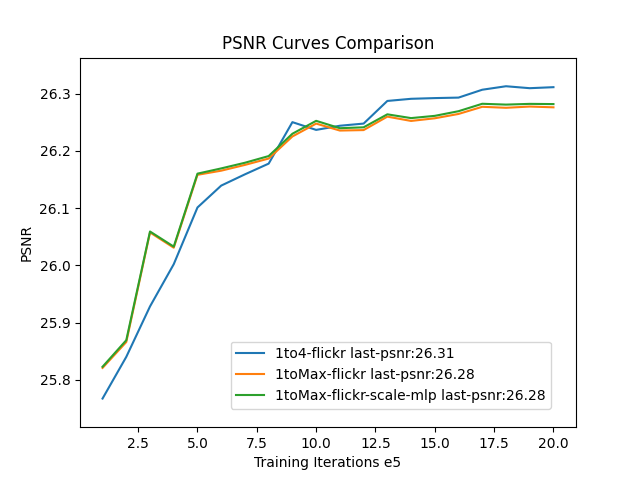 PSNR Curves Comparison
PSNR
26.3
26.2
26.1
26.0
25.9
25.8
1to4-flickr last-psnr:26.31
1toMax-flickr last-psnr:26.28
1toMax-flickr-scale-mlp last-psnr:26.28
2.5 5.0 7.5 10.0 12.5 15.0 17.5 20.0
Training Iterations e5